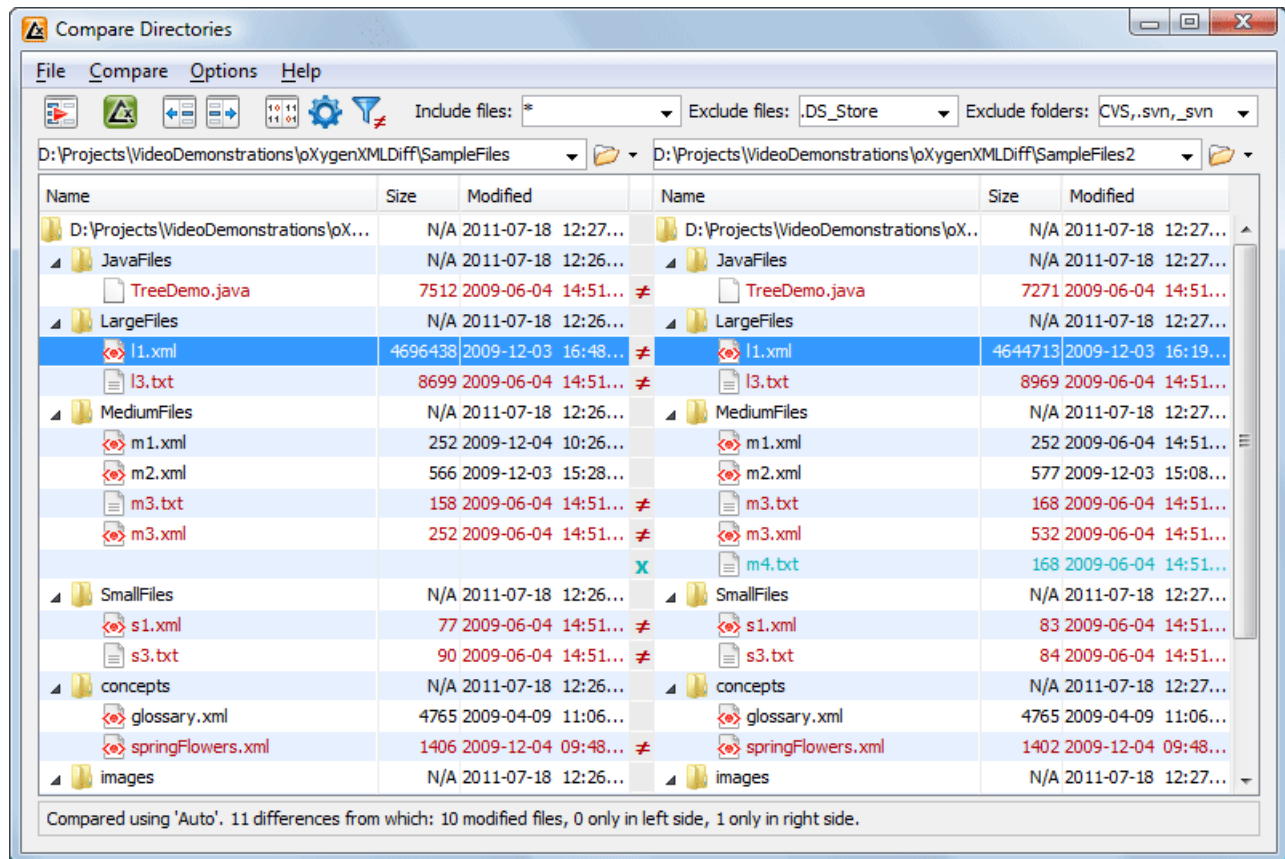 Compare Directories
File Compare Options Help
Include files: * Exclude files: .DS_Store Exclude folders: CVS,.svn,_svn
D:\Projects\VideoDemonstrations\oXygenXMLDiff\SampleFiles D:\Projects\VideoDemonstrations\oXygenXMLDiff\SampleFiles2
Name Size Modified Name Size Modified
D:\Projects\VideoDemonstrations\oX... N/A 2011-07-18 12:27... D:\Projects\VideoDemonstrations\oX.. N/A 2011-07-18 12:27...
JavaFiles N/A 2011-07-18 12:26... JavaFiles N/A 2011-07-18 12:27...
TreeDemo.java 7512 2009-06-04 14:51... ≠ TreeDemo.java 7271 2009-06-04 14:51...
LargeFiles N/A 2011-07-18 12:26... LargeFiles N/A 2011-07-18 12:27...
l1.xml 4696438 2009-12-03 16:48... ≠ l1.xml 4644713 2009-12-03 16:19...
l3.txt 8699 2009-06-04 14:51... ≠ l3.txt 8969 2009-06-04 14:51...
MediumFiles N/A 2011-07-18 12:26... MediumFiles N/A 2011-07-18 12:27...
m1.xml 252 2009-12-04 10:26... m1.xml 252 2009-06-04 14:51...
m2.xml 566 2009-12-03 15:28... m2.xml 577 2009-12-03 15:08...
m3.txt 158 2009-06-04 14:51... ≠ m3.txt 168 2009-06-04 14:51...
m3.xml 252 2009-06-04 14:51... ≠ m3.xml 532 2009-06-04 14:51...
x m4.txt 168 2009-06-04 14:51...
SmallFiles N/A 2011-07-18 12:26... SmallFiles N/A 2011-07-18 12:27...
s1.xml 77 2009-06-04 14:51... ≠ s1.xml 83 2009-06-04 14:51...
s3.txt 90 2009-06-04 14:51... ≠ s3.txt 84 2009-06-04 14:51...
concepts N/A 2011-07-18 12:26... concepts N/A 2011-07-18 12:27...
glossary.xml 4765 2009-04-09 11:06... glossary.xml 4765 2009-04-09 11:06...
springFlowers.xml 1406 2009-12-04 09:48... ≠ springFlowers.xml 1402 2009-12-04 09:48...
images N/A 2011-07-18 12:26... images N/A 2011-07-18 12:27...
Compared using 'Auto'. 11 differences from which: 10 modified files, 0 only in left side, 1 only in right side.